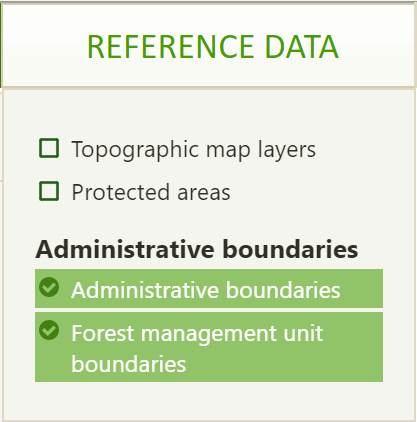 REFERENCE DATA
Topographic map layers
Protected areas
Administrative boundaries
Administrative boundaries
Forest management unit
boundaries